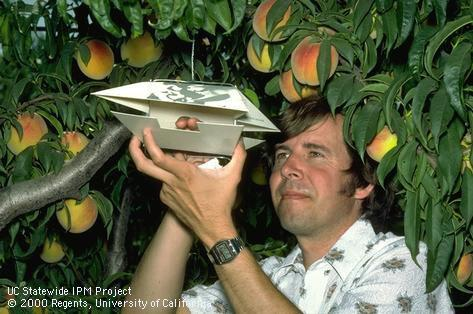 UC Statewide IPM Project
© 2000 Regents, University of California